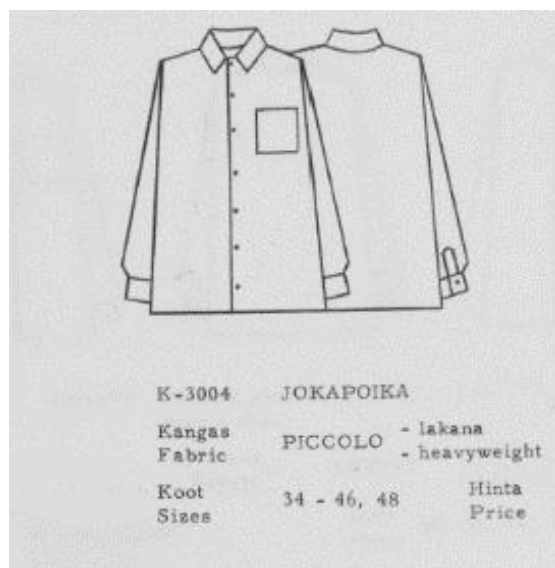 K-3004 JOKAPOIKA
Kangas
Fabric
PICCOLO
- lakana
- heavyweight
Koot
Sizes
34 - 46, 48
Hinta
Price